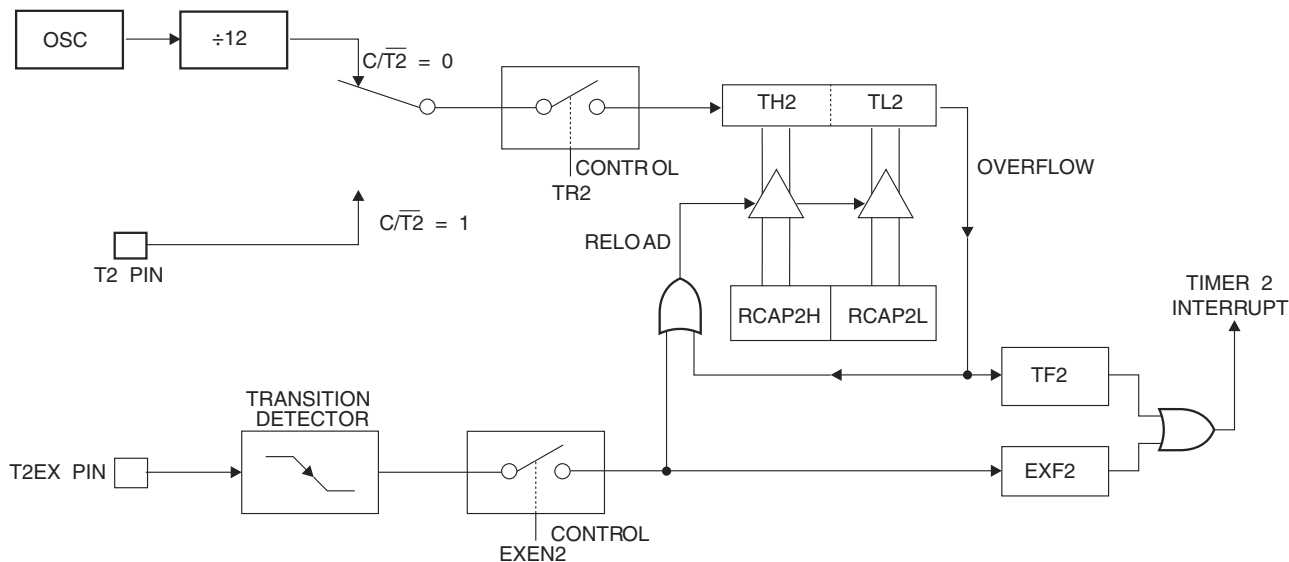 OSC
÷12
C/T2̅ = 0
TH2
TL2
CONTROL
TR2
OVERFLOW
C/T2̅ = 1
RELOAD
T2 PIN
RCAP2H
RCAP2L
TIMER 2
INTERRUPT
TF2
TRANSITION
DETECTOR
T2EX PIN
EXF2
CONTROL
EXEN2